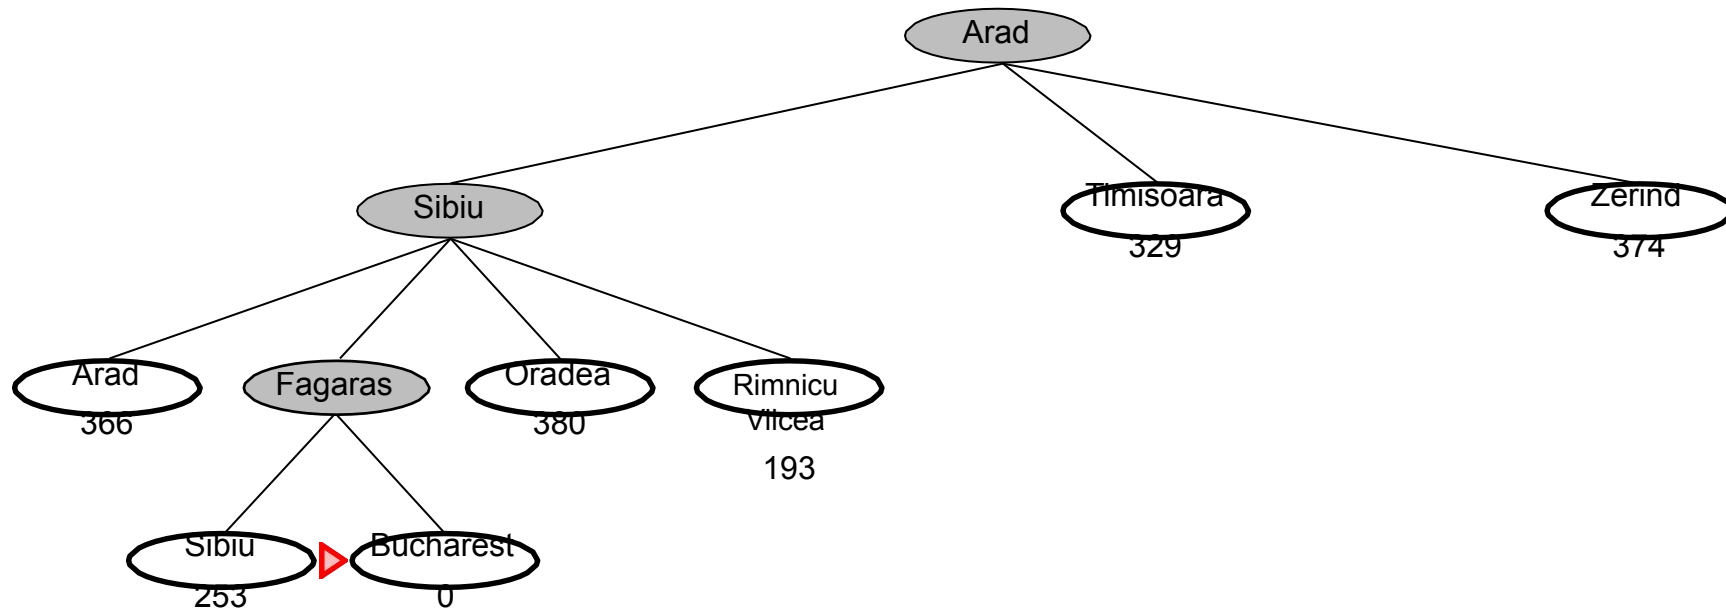 Arad
Sibiu
Timisoara
329
Zerind
374
Arad
366
Fagaras
Oradea
380
Rimnicu
Vilcea
193
Sibiu
253
Bucharest
0